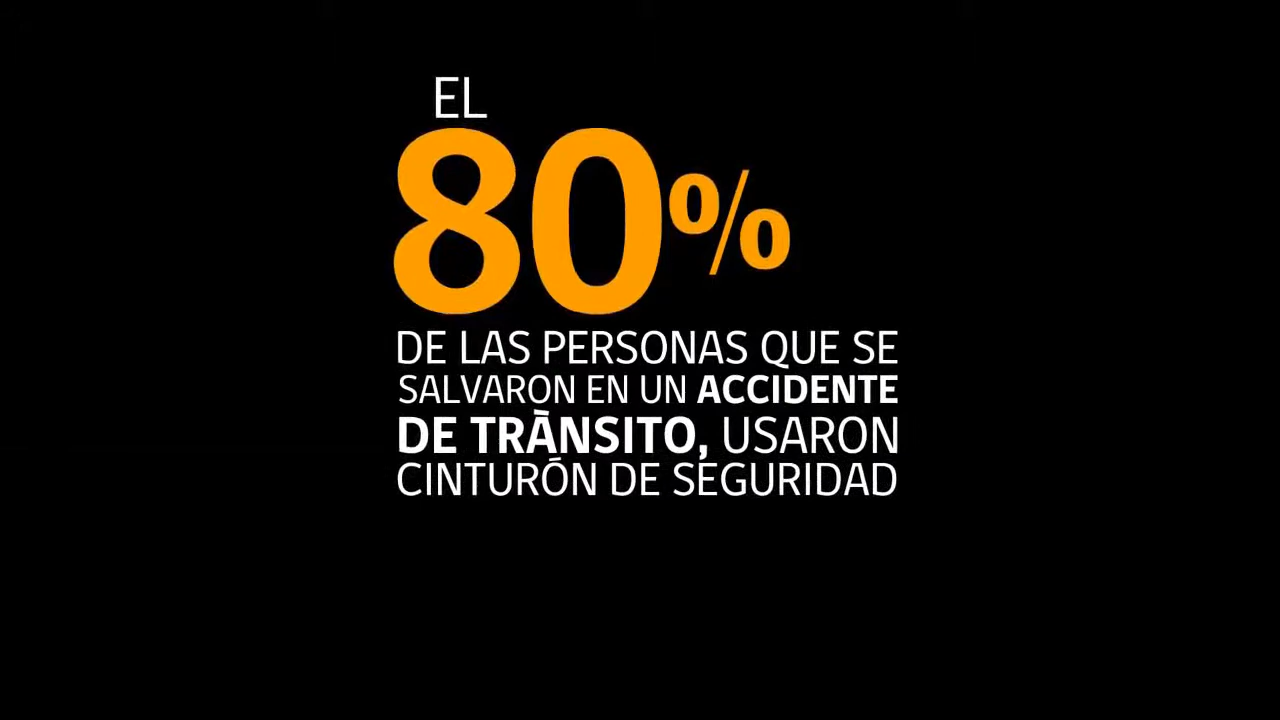 EL
80%
DE LAS PERSONAS QUE SE
SALVARON EN UN ACCIDENTE
DE TRÀNSITO, USARON
CINTURÓN DE SEGURIDAD